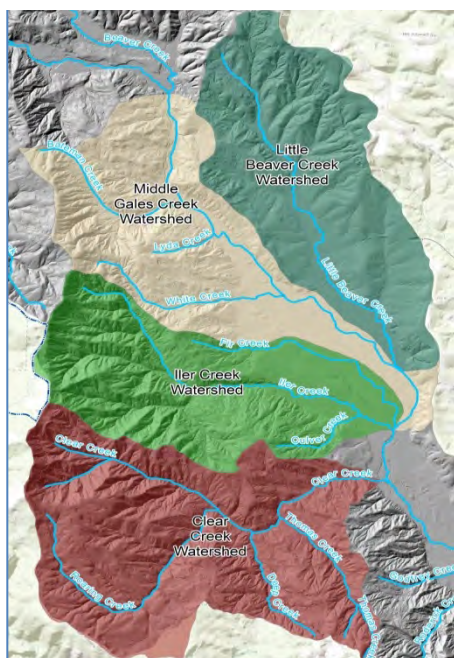 Beaver Creek
Little
Beaver Creek
Watershed
Middle
Gales Creek
Watershed
Lyda Creek
Little Beaver Creek
White Creek
Fir Creek
Iler Creek
Watershed
Iler Creek
Clear Creek
Clear Creek
Clear
Creek
Watershed
Thomas Creek
Roaring Creek
Godfrey Creek